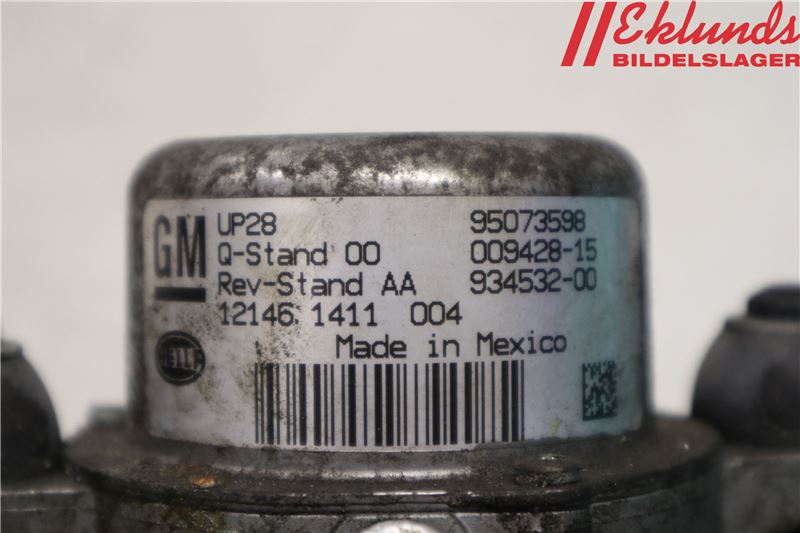 Eklunds
BILDELSLAGER
GM
UP28 95073598
Q-Stand 00 009428-15
Rev-Stand AA 934532-00
12146 1411 004
HELLA
Made in Mexico